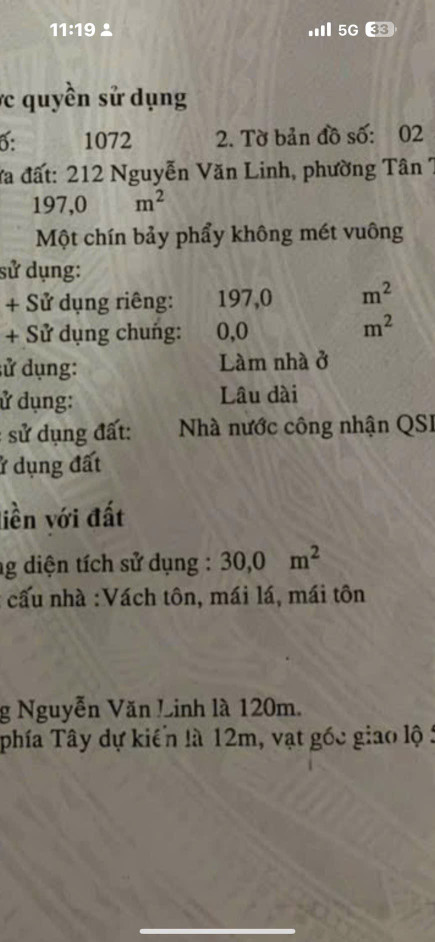 11:19 5G 33
quyền sử dụng
1072 2. Tờ bản đồ số: 02
đất: 212 Nguyễn Văn Linh, phường Tân
197,0 m²
Một chín bảy phẩy không mét vuông
sử dụng:
+ Sử dụng riêng: 197,0 m²
+ Sử dụng chung: 0,0 m²
sử dụng: Làm nhà ở
dụng: Lâu dài
sử dụng đất: Nhà nước công nhận
dụng đất
liền với đất
diện tích sử dụng : 30,0 m²
cấu nhà :Vách tôn, mái lá, mái tôn
Nguyễn Văn Linh là 120m.
phía Tây dự kiến là 12m, vạt góc giao lộ